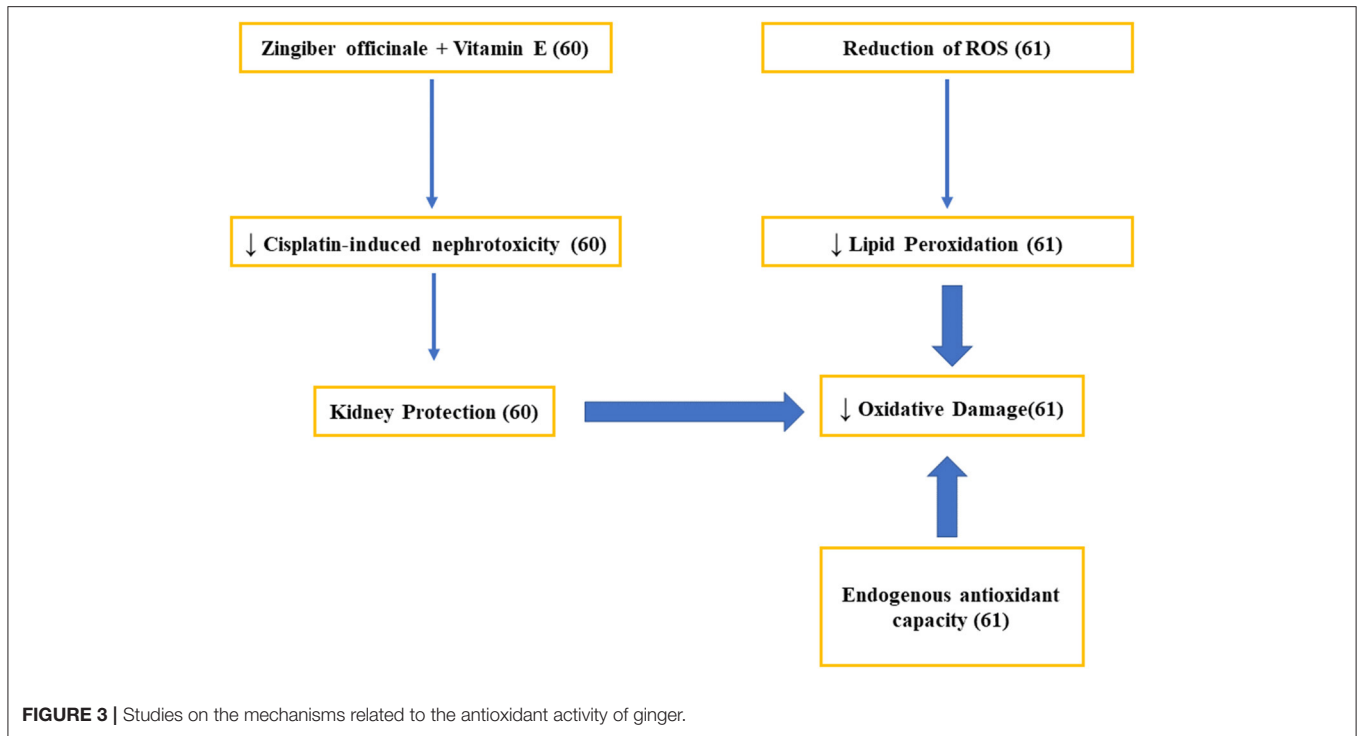 Zingiber officinale + Vitamin E (60)
Reduction of ROS (61)
↓ Cisplatin-induced nephrotoxicity (60)
↓ Lipid Peroxidation (61)
Kidney Protection (60)
↓ Oxidative Damage(61)
Endogenous antioxidant
capacity (61)
FIGURE 3 | Studies on the mechanisms related to the antioxidant activity of ginger.